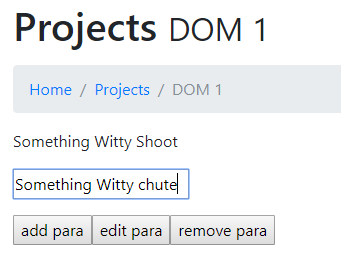 Projects DOM 1
Home / Projects / DOM 1
Something Witty Shoot
Something Witty chute
add para edit para remove para